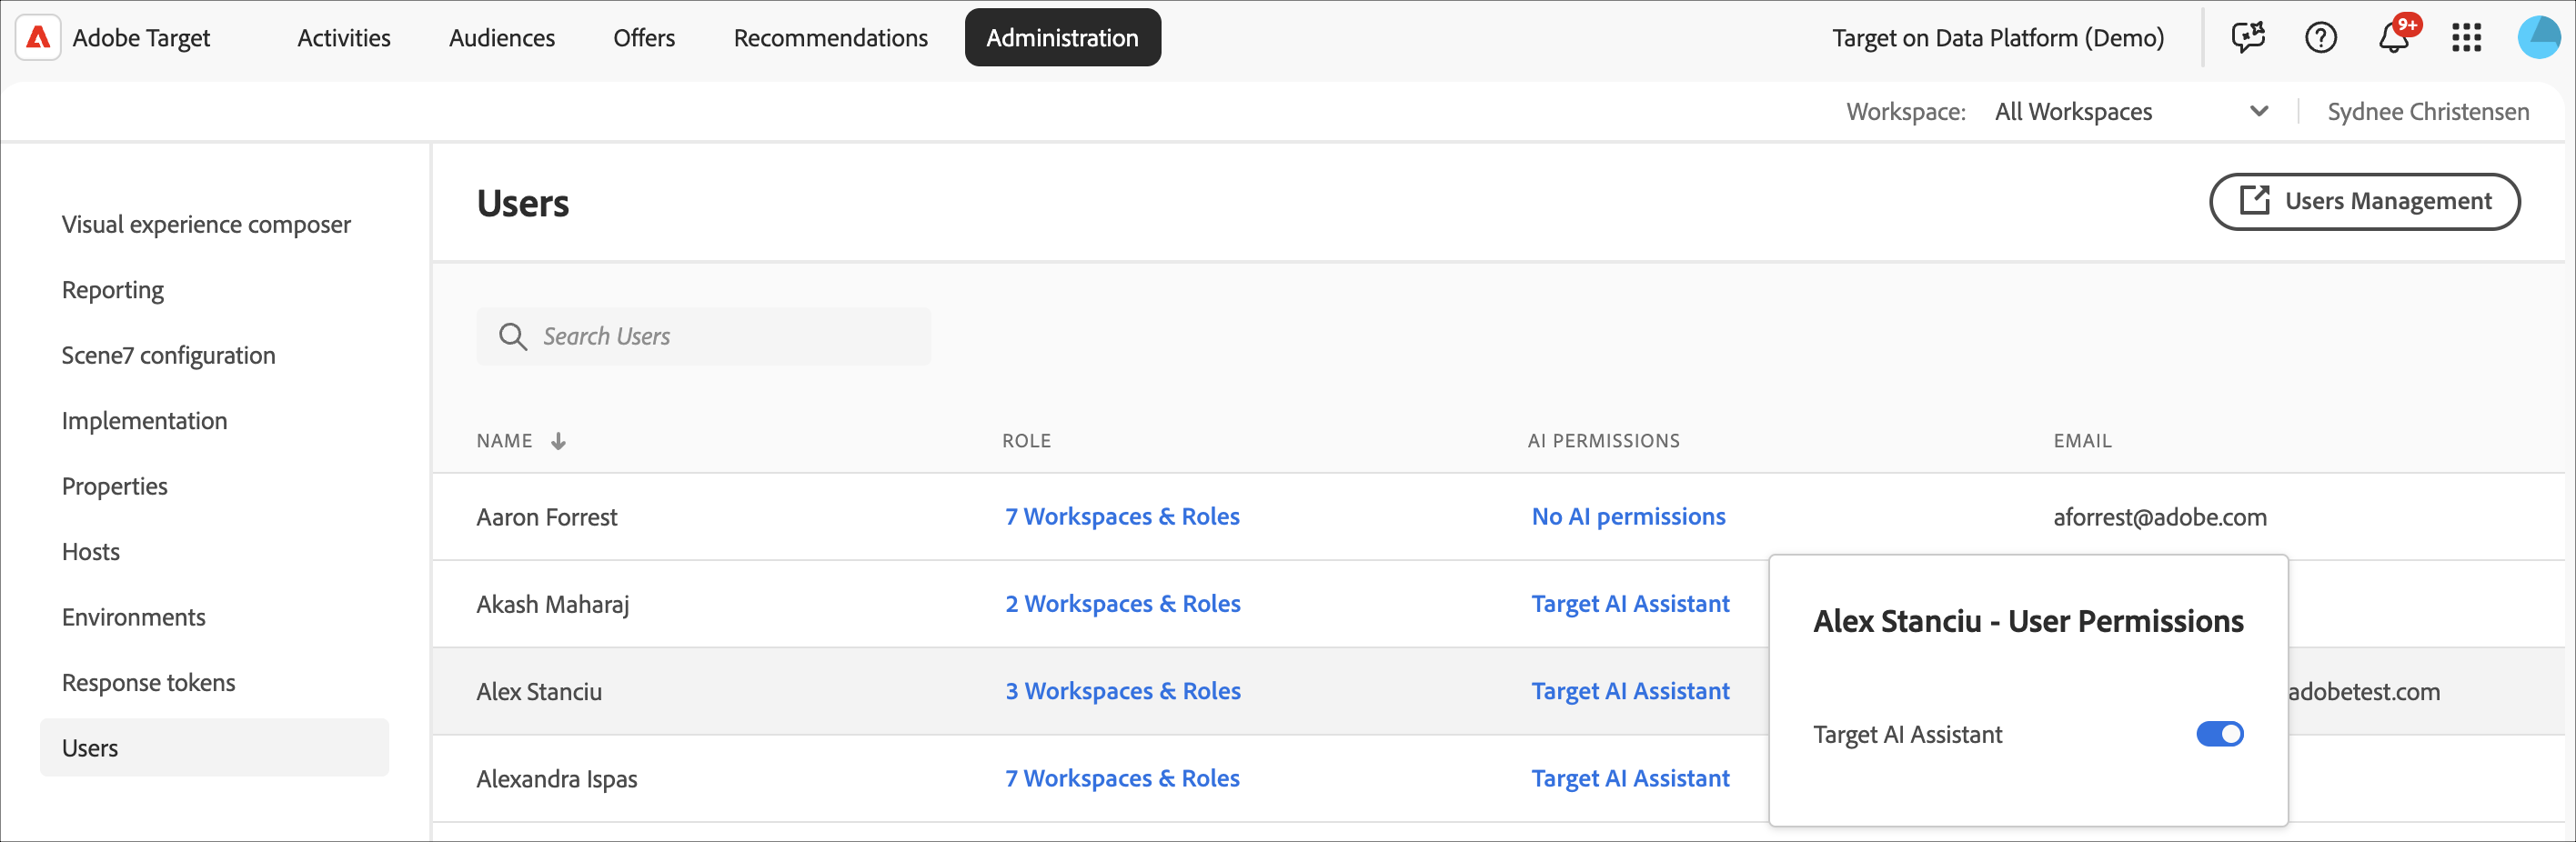 Adobe Target Activities Audiences Offers Recommendations Administration Target on Data Platform (Demo) 9+
Workspace: All Workspaces Sydnee Christensen
Visual experience composer
Reporting
Scene7 configuration
Implementation
Properties
Hosts
Environments
Response tokens
Users
Users
Users Management
Search Users
NAME ROLE AI PERMISSIONS EMAIL
Aaron Forrest 7 Workspaces & Roles No AI permissions aforrest@adobe.com
Akash Maharaj 2 Workspaces & Roles Target AI Assistant
Alex Stanciu 3 Workspaces & Roles Target AI Assistant adobetest.com
Alexandra Ispas 7 Workspaces & Roles Target AI Assistant
Alex Stanciu - User Permissions
Target AI Assistant